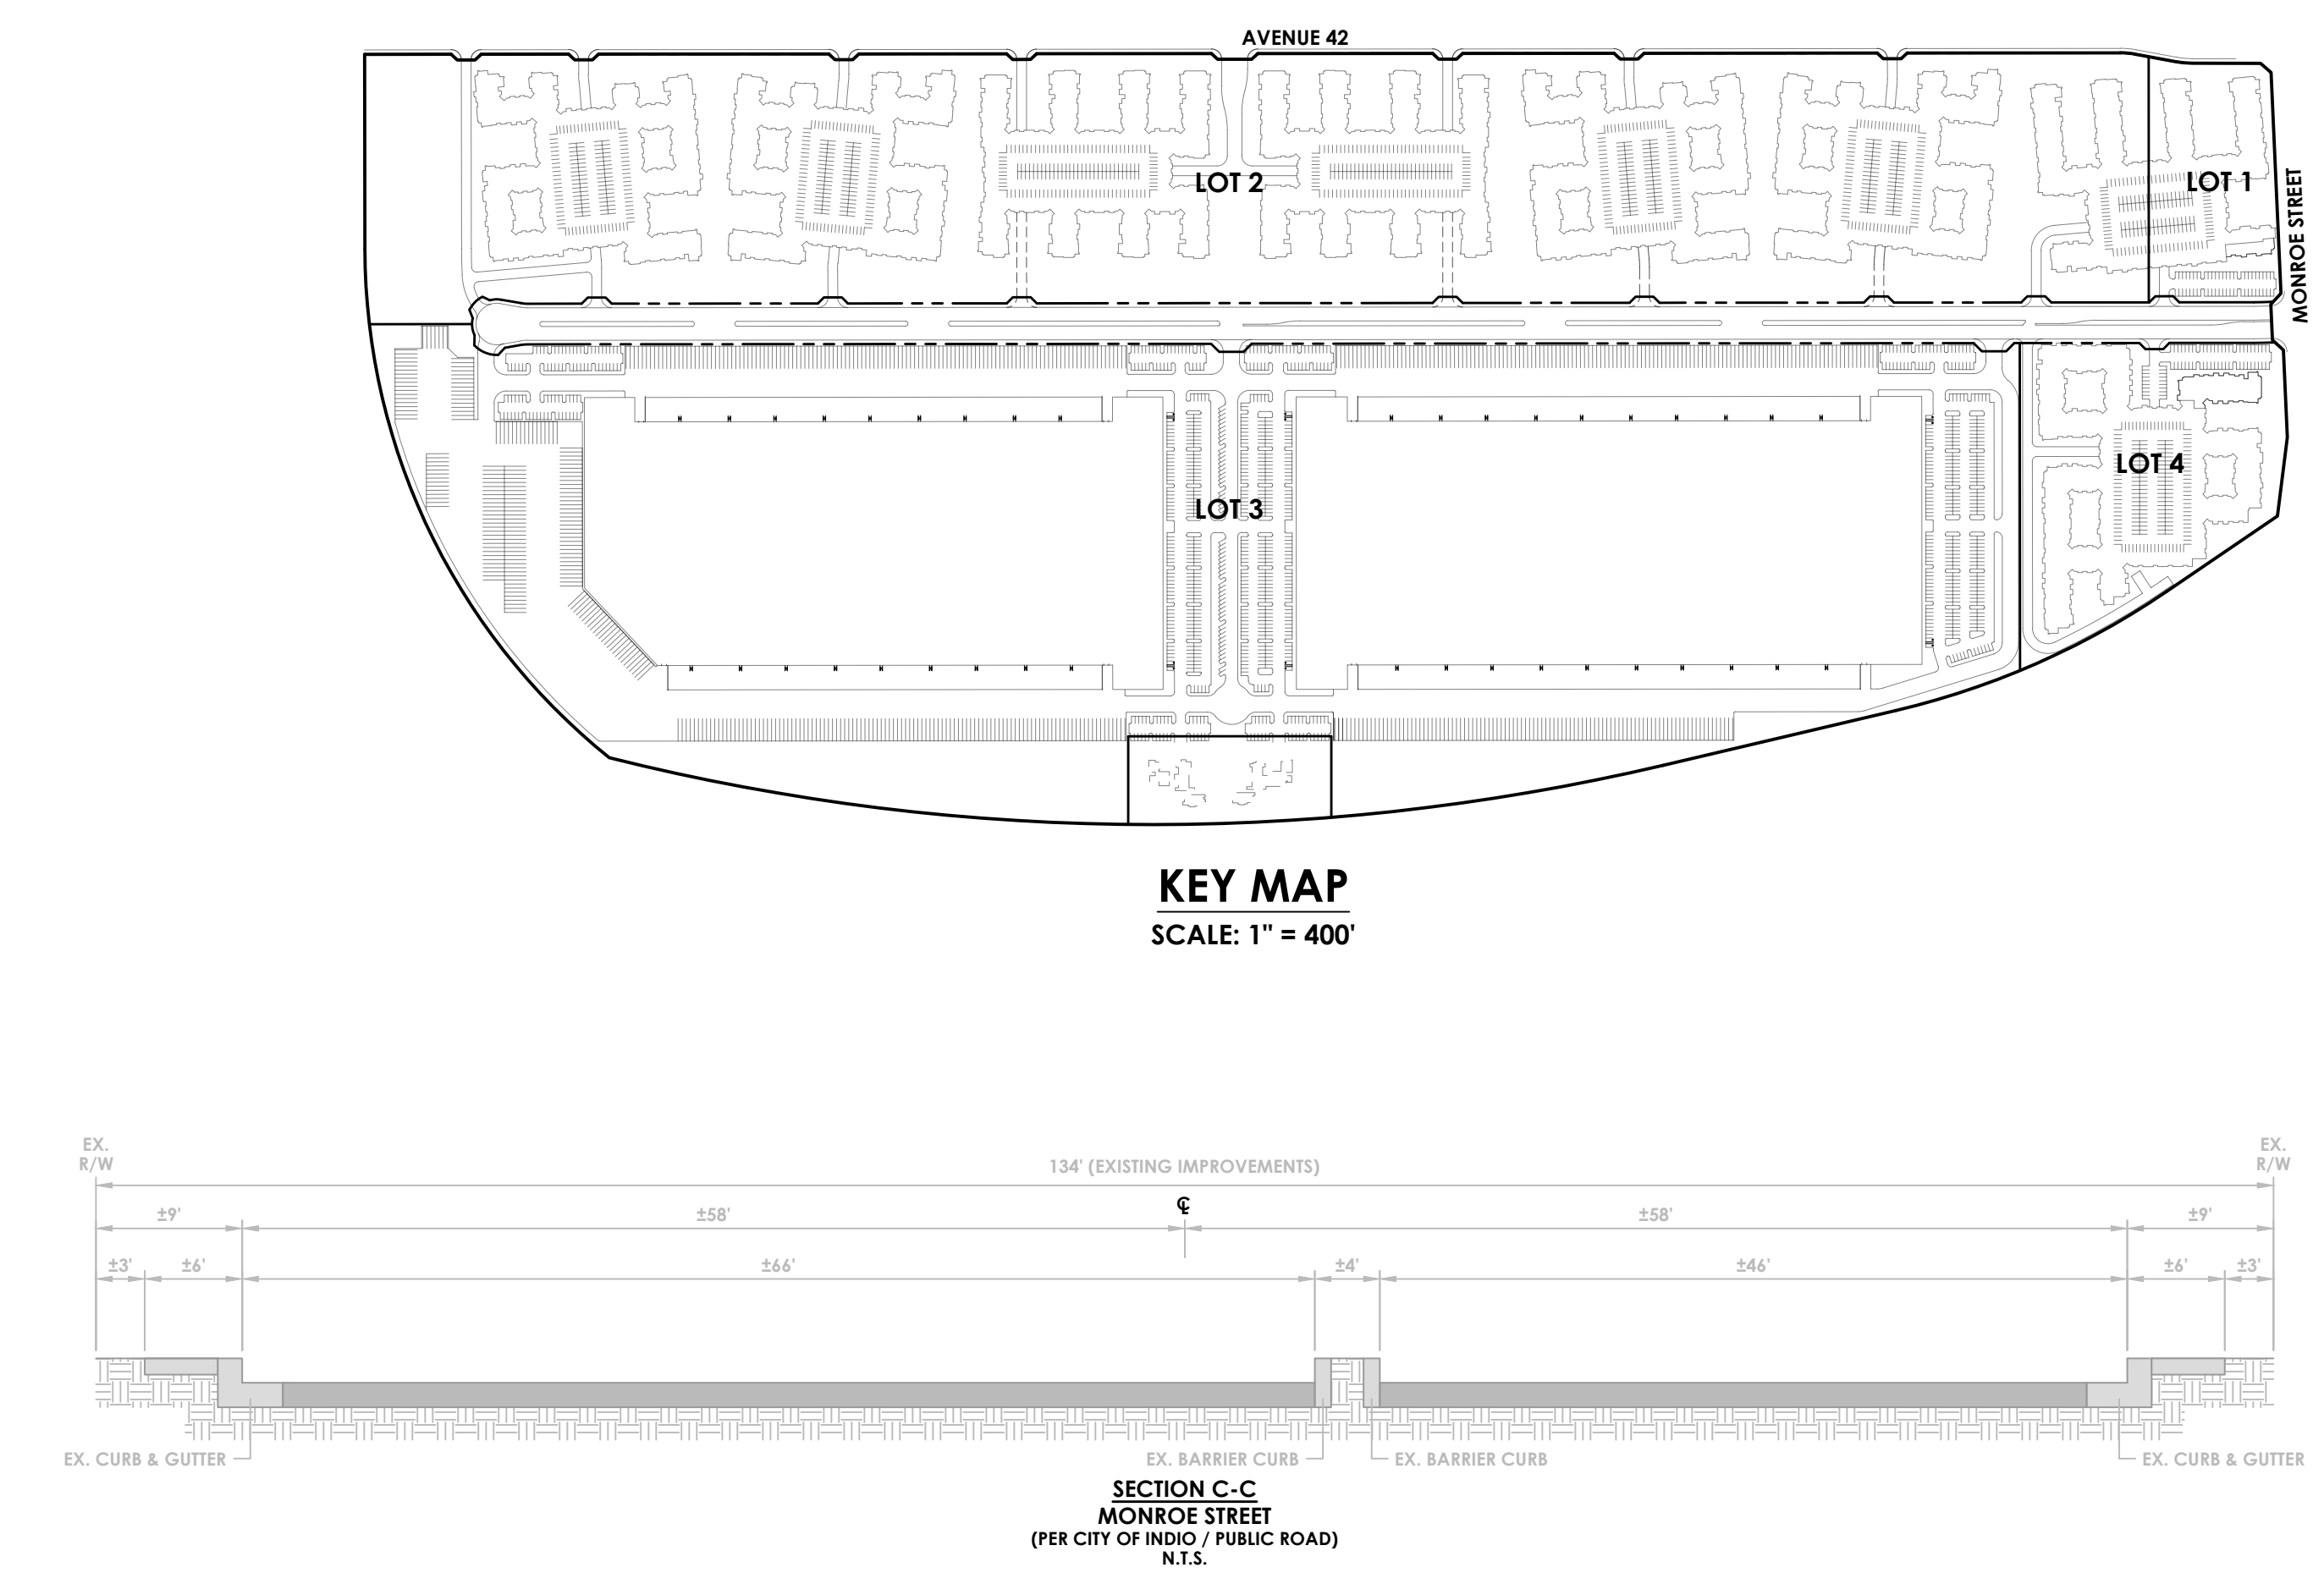 AVENUE 42
LOT 2
LOT 1
MONROE STREET
LOT 4
LOT 3
KEY MAP
SCALE: 1" = 400'
EX.
R/W
134' (EXISTING IMPROVEMENTS)
EX.
R/W
±9'
±58'
℄
±58'
±9'
±3'
±6'
±66'
±4'
±46'
±6'
±3'
EX. CURB & GUTTER
EX. BARRIER CURB
EX. BARRIER CURB
EX. CURB & GUTTER
SECTION C-C
MONROE STREET
(PER CITY OF INDIO / PUBLIC ROAD)
N.T.S.